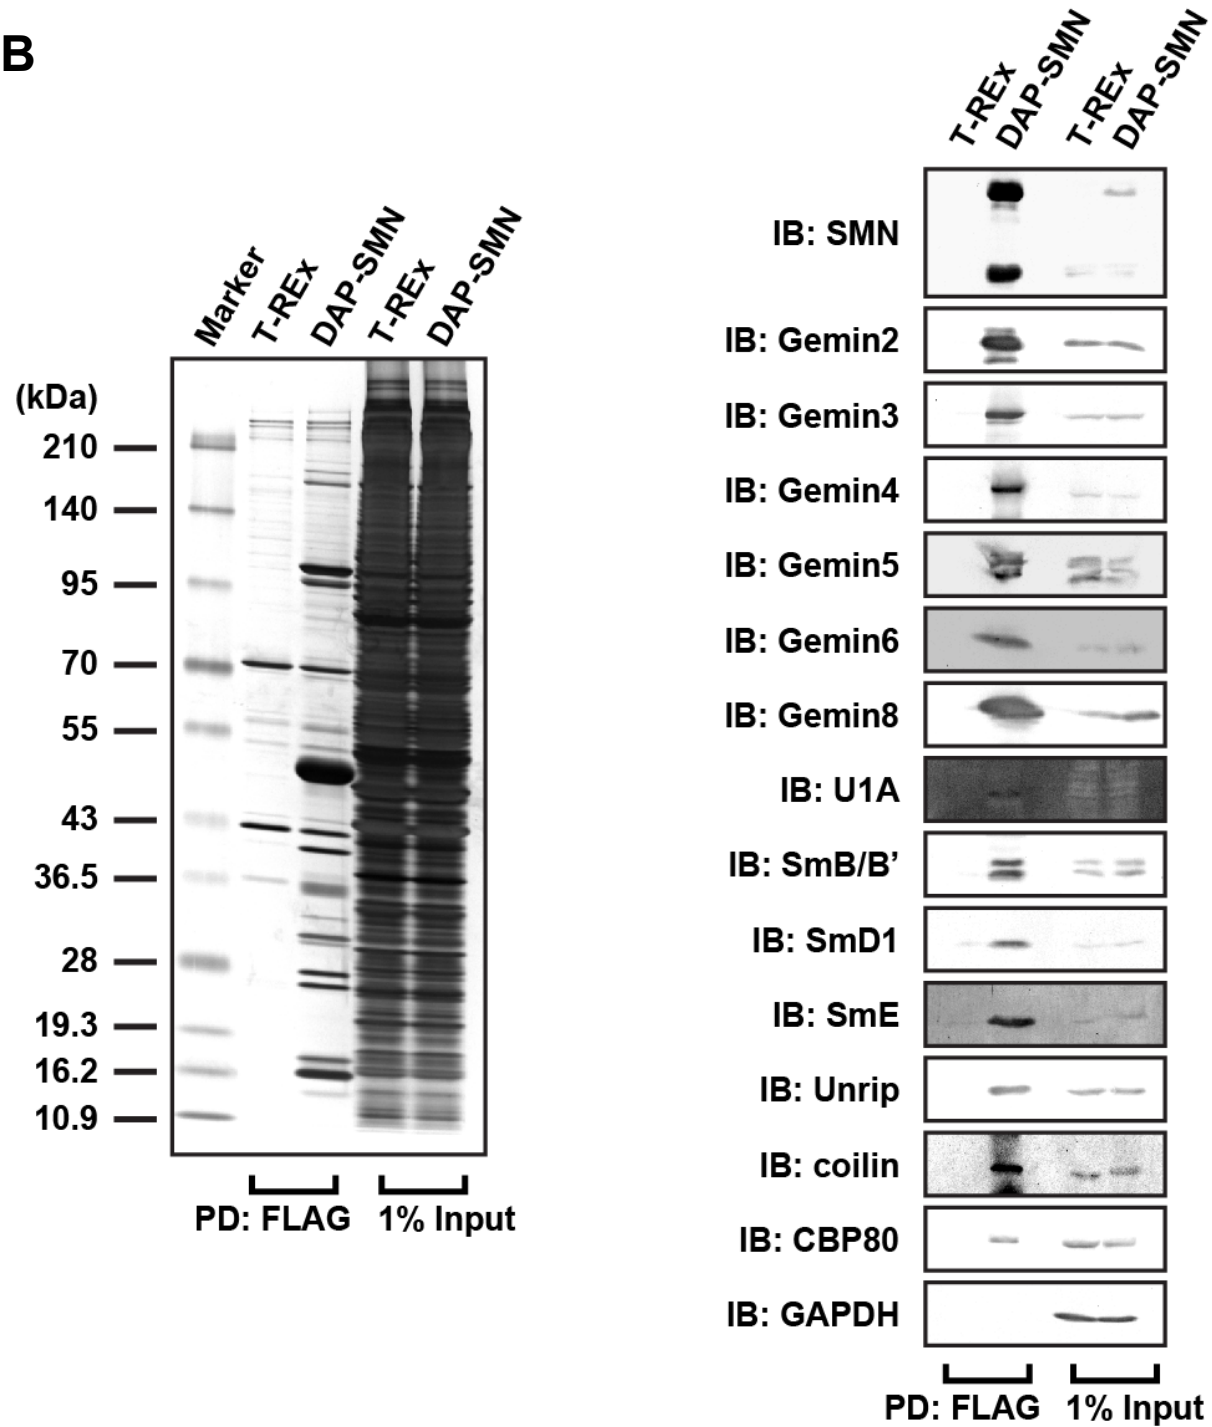 B
Marker
T-REx
DAP-SMN
T-REx
DAP-SMN
(kDa)
210
140
95
70
55
43
36.5
28
19.3
16.2
10.9
PD: FLAG
1% Input
T-REx
DAP-SMN
T-REx
DAP-SMN
IB: SMN
IB: Gemin2
IB: Gemin3
IB: Gemin4
IB: Gemin5
IB: Gemin6
IB: Gemin8
IB: U1A
IB: SmB/B’
IB: SmD1
IB: SmE
IB: Unrip
IB: coilin
IB: CBP80
IB: GAPDH
PD: FLAG
1% Input